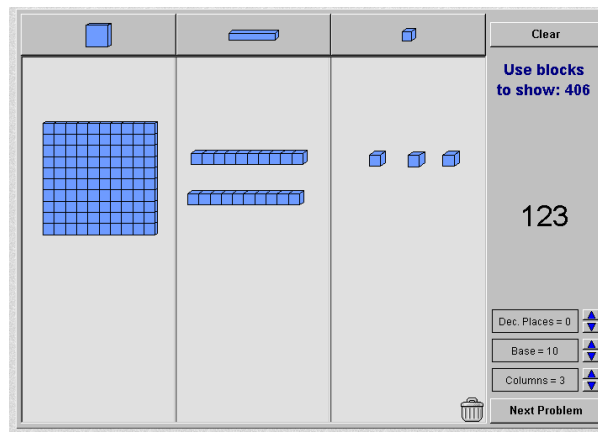 Clear
Use blocks
to show: 406
123
Dec. Places = 0
Base = 10
Columns = 3
Next Problem